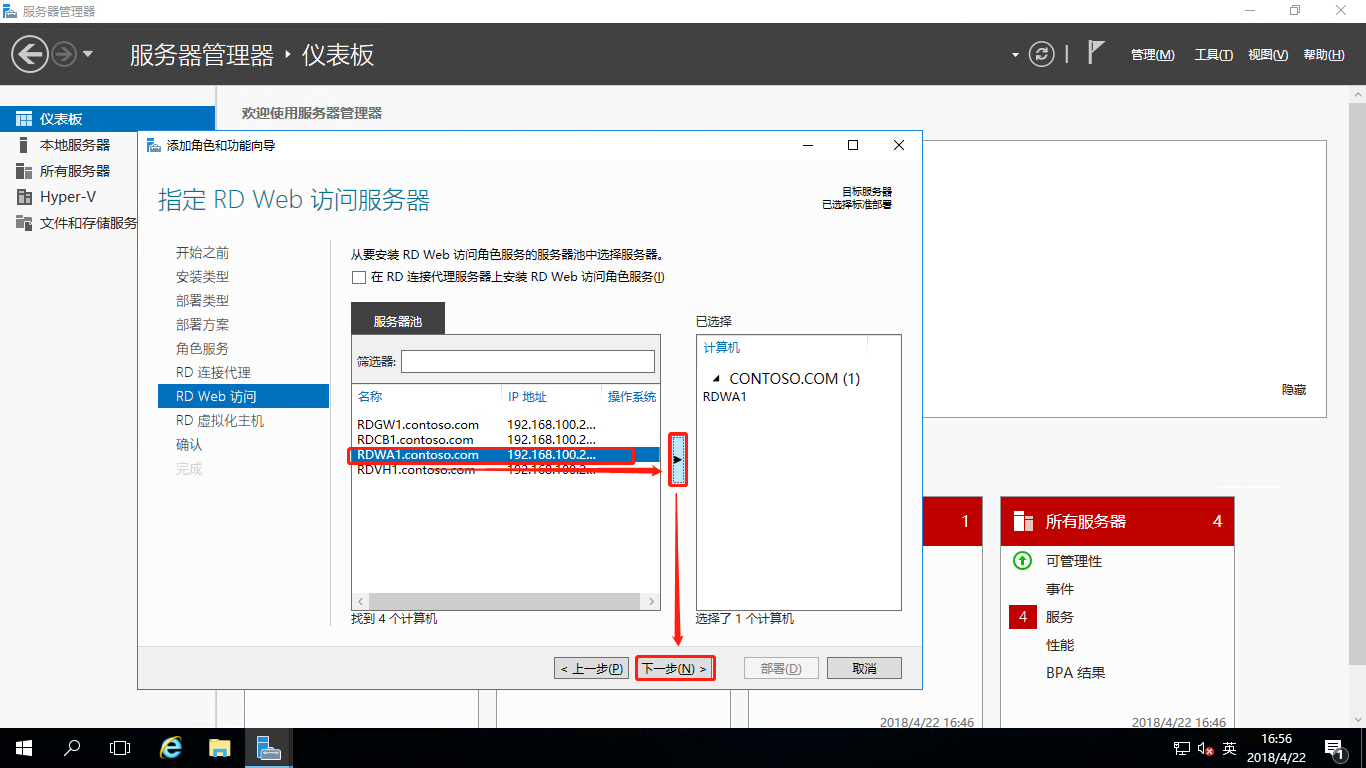 服务器管理器
服务器管理器 · 仪表板
管理(M) 工具(T) 视图(V) 帮助(H)
仪表板
本地服务器
所有服务器
Hyper-V
文件和存储服务
欢迎使用服务器管理器
添加角色和功能向导
指定 RD Web 访问服务器
目标服务器
已选择标准部署
开始之前
安装类型
部署类型
部署方案
角色服务
RD 连接代理
RD Web 访问
RD 虚拟化主机
确认
完成
从要安装 RD Web 访问角色服务的服务器池中选择服务器。
在 RD 连接代理服务器上安装 RD Web 访问角色服务(I)
服务器池
筛选器:
名称 IP 地址 操作系统
RDGW1.contoso.com 192.168.100.2...
RDCB1.contoso.com 192.168.100.2...
RDWA1.contoso.com 192.168.100.2...
RDVH1.contoso.com 192.168.100.2...
找到 4 个计算机
已选择
计算机
CONTOSO.COM (1)
RDWA1
选择了 1 个计算机
< 上一步(P) 下一步(N) > 部署(D) 取消
隐藏
1
所有服务器 4
可管理性
事件
4 服务
性能
BPA 结果
2018/4/22 16:46
2018/4/22 16:46
英
16:56
2018/4/22
1